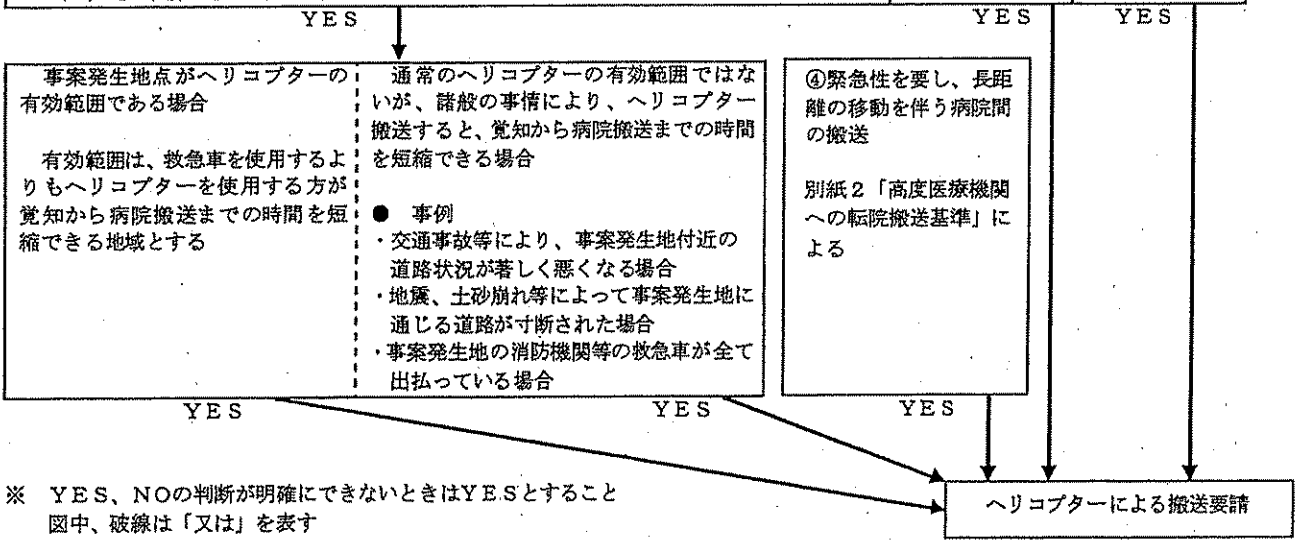 YES
YES
YES
事案発生地点がヘリコプターの
有効範囲である場合
有効範囲は、救急車を使用するよ
りもヘリコプターを使用する方が
覚知から病院搬送までの時間を短
縮できる地域とする
通常のヘリコプターの有効範囲ではな
いが、諸般の事情により、ヘリコプター
搬送すると、覚知から病院搬送までの時間
を短縮できる場合
● 事例
・交通事故等により、事案発生地付近の
道路状況が著しく悪くなる場合
・地震、土砂崩れ等によって事案発生地に
通じる道路が寸断された場合
・事案発生地の消防機関等の救急車が全て
出払っている場合
④緊急性を要し、長距
離の移動を伴う病院間
の搬送
別紙2「高度医療機関
への転院搬送基準」に
よる
YES
YES
YES
※ YES、NOの判断が明確にできないときはYESとすること
図中、破線は「又は」を表す
ヘリコプターによる搬送要請